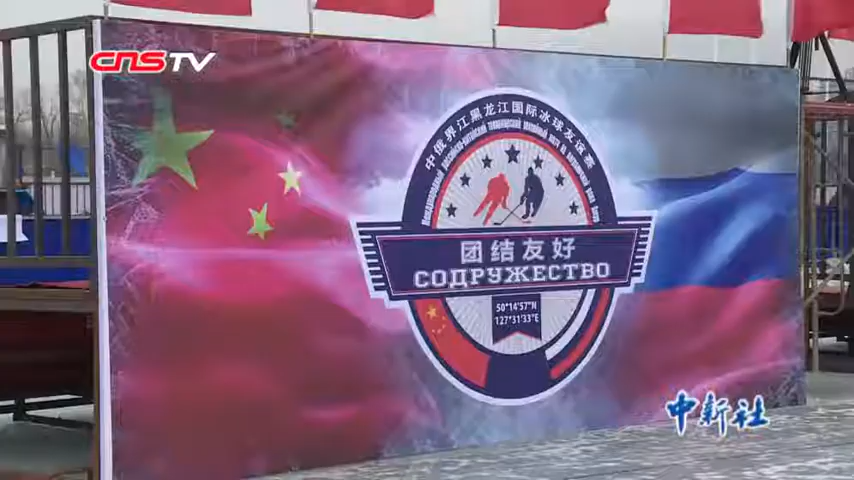 CNSTV
中俄界江黑龙江国际冰球友谊赛
团结友好
СОДРУЖЕСТВО
50°14'57"N
127°31'33"E
中新社